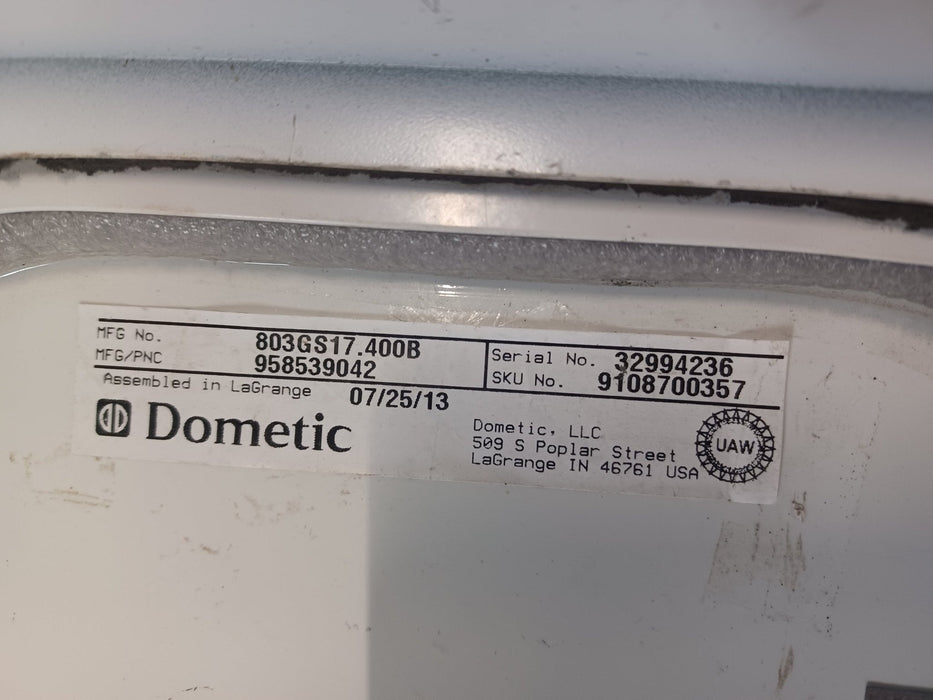 MFG No. 803GS17.400B
MFG/PNC 958539042
Serial No. 32994236
SKU No. 9108700357
Assembled in LaGrange 07/25/13
Dometic
Dometic, LLC
509 S Poplar Street
LaGrange IN 46761 USA
UAW